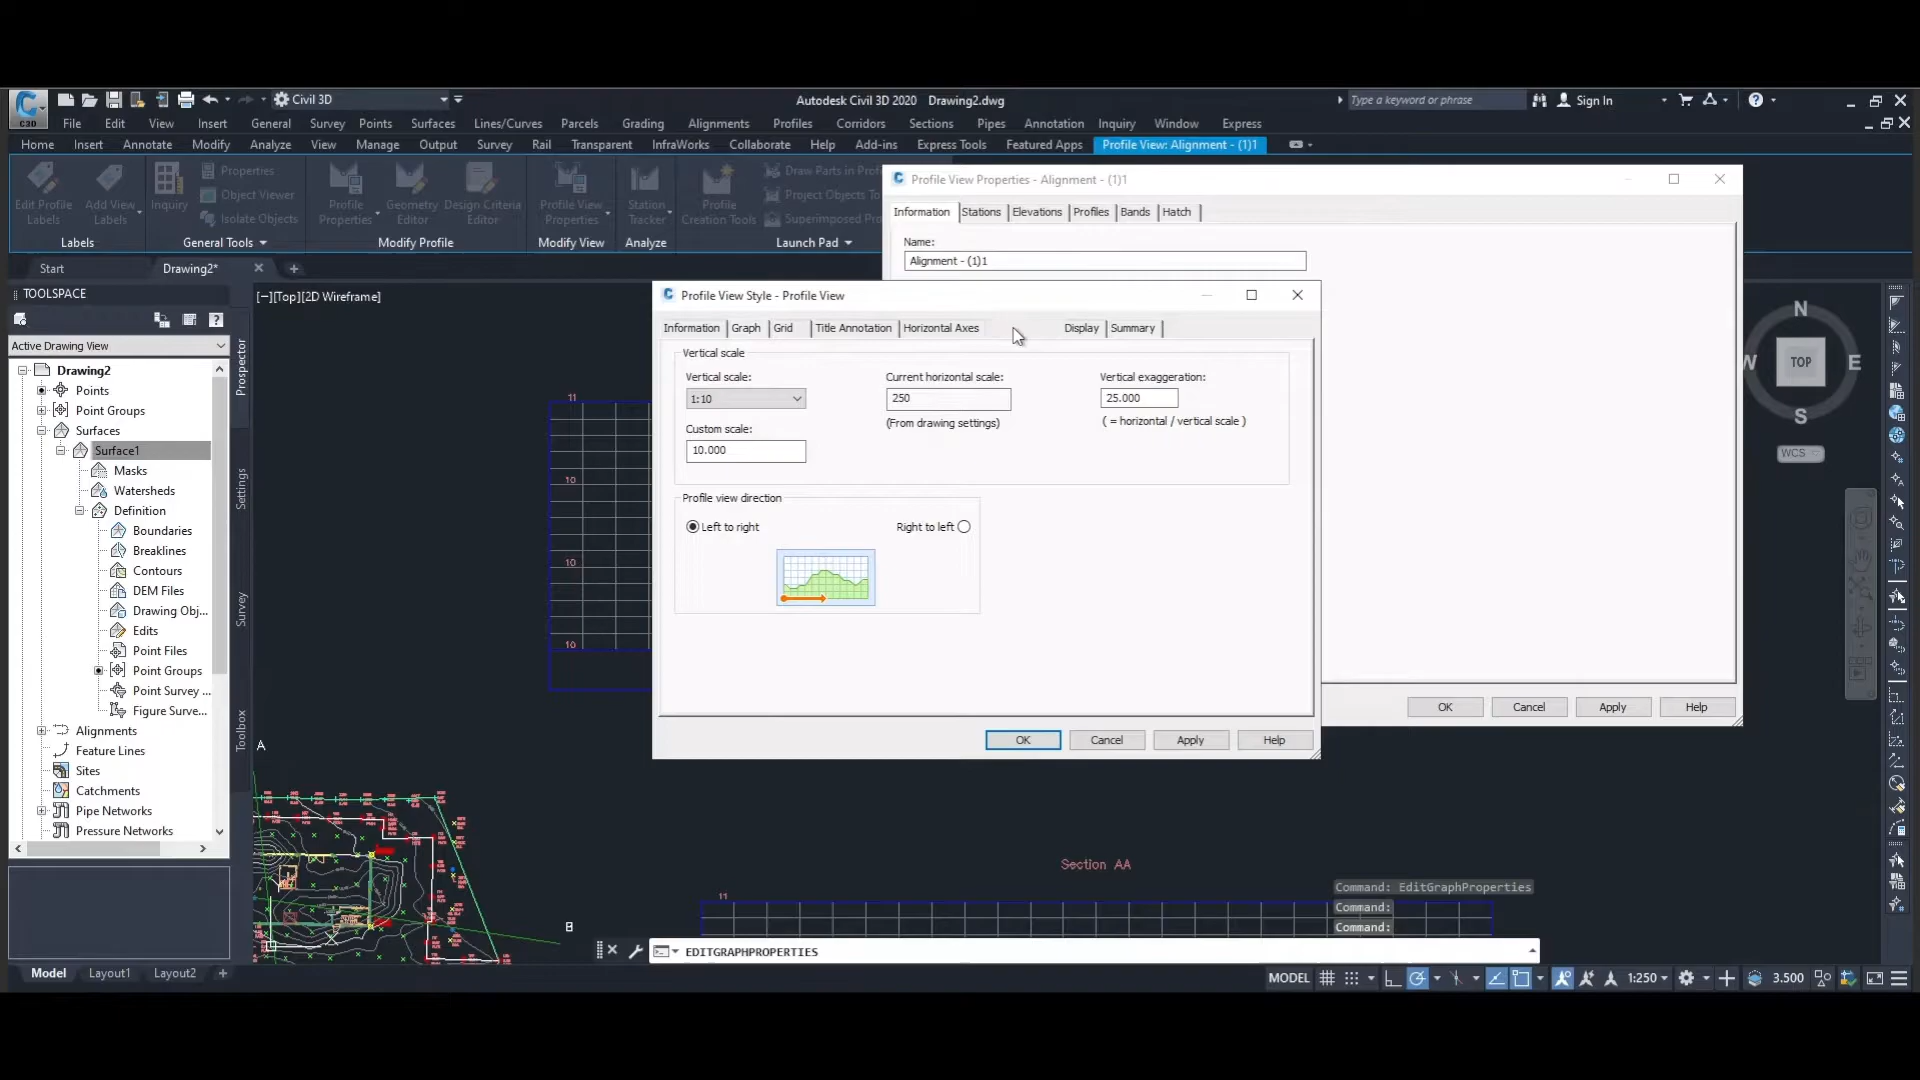 Civil 3D
Autodesk Civil 3D 2020 Drawing2.dwg
Type a keyword or phrase
Sign In
C3D
File Edit View Insert General Survey Points Surfaces Lines/Curves Parcels Grading Alignments Profiles Corridors Sections Pipes Annotation Inquiry Window Express
Home Insert Annotate Modify Analyze View Manage Output Survey Rail Transparent InfraWorks Collaborate Help Add-ins Express Tools Featured Apps Profile View: Alignment - (1)1
Edit Profile Labels
Add View Labels
Inquiry
Properties
Object Viewer
Isolate Objects
Profile Properties
Geometry Editor
Design Criteria Editor
Profile View Properties
Station Tracker
Profile Creation Tools
Draw Parts in Prof
Project Objects To
Superimposed Pro
Labels
General Tools
Modify Profile
Modify View
Analyze
Launch Pad
Profile View Properties - Alignment - (1)1
Information Stations Elevations Profiles Bands Hatch
Name:
Alignment - (1)1
Start
Drawing2*
TOOLSPACE
Active Drawing View
Drawing2
Points
Point Groups
Surfaces
Surface1
Masks
Watersheds
Definition
Boundaries
Breaklines
Contours
DEM Files
Drawing Obj...
Edits
Point Files
Point Groups
Point Survey ...
Figure Surve...
Alignments
Feature Lines
Sites
Catchments
Pipe Networks
Pressure Networks
Prospector
Settings
Survey
Toolbox
[−][Top][2D Wireframe]
11
10
10
10
A
B
Profile View Style - Profile View
Information Graph Grid Title Annotation Horizontal Axes Display Summary
Vertical scale
Vertical scale:
1:10
Current horizontal scale:
250
(From drawing settings)
Vertical exaggeration:
25.000
( = horizontal / vertical scale )
Custom scale:
10.000
Profile view direction
Left to right
Right to left
OK Cancel Apply Help
OK Cancel Apply Help
N
W TOP E
S
WCS
Section AA
11
Command: EditGraphProperties
Command:
Command:
EDITGRAPHPROPERTIES
Model Layout1 Layout2
MODEL
1:250
3.500